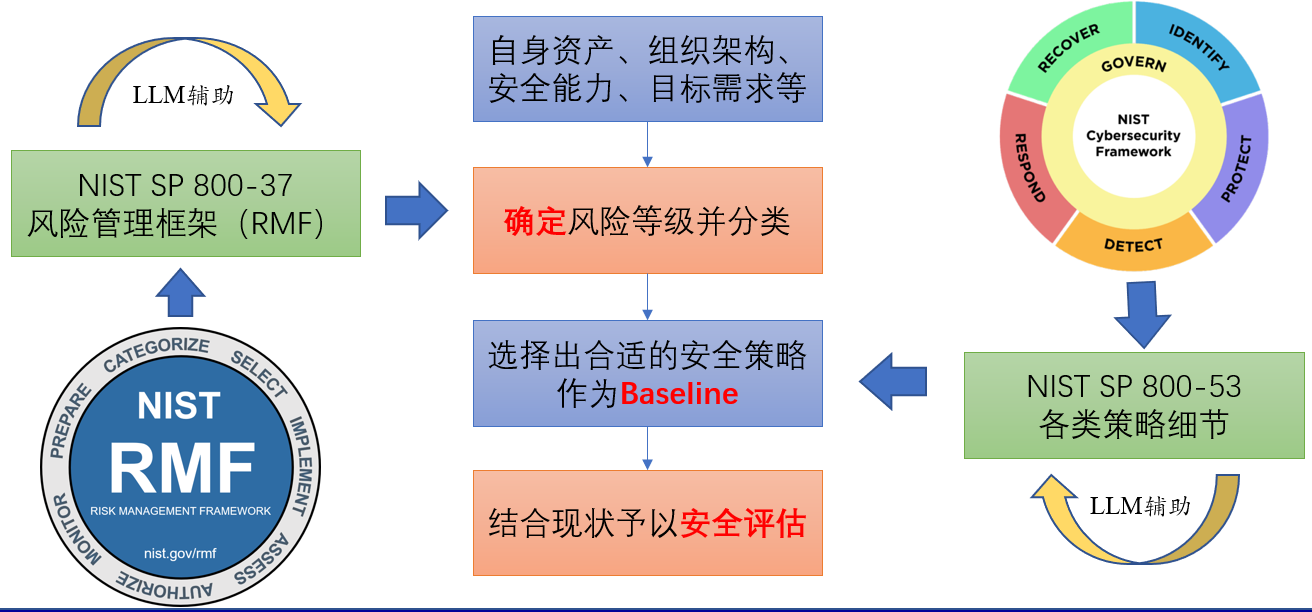 LLM辅助
NIST SP 800-37
风险管理框架（RMF）
NIST
RMF
RISK MANAGEMENT FRAMEWORK
nist.gov/rmf
PREPARE
CATEGORIZE
SELECT
IMPLEMENT
ASSESS
AUTHORIZE
MONITOR
自身资产、组织架构、
安全能力、目标需求等
确定风险等级并分类
选择出合适的安全策略
作为Baseline
结合现状予以安全评估
RECOVER
IDENTIFY
GOVERN
NIST
Cybersecurity
Framework
RESPOND
PROTECT
DETECT
NIST SP 800-53
各类策略细节
LLM辅助